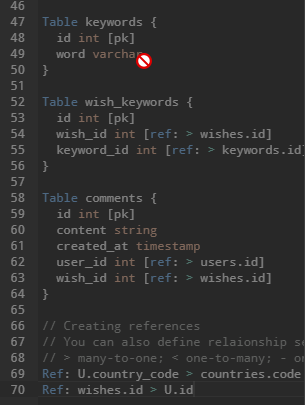 46
47 Table keywords {
48 id int [pk]
49 word varchar
50 }
51
52 Table wish_keywords {
53 id int [pk]
54 wish_id int [ref: > wishes.id]
55 keyword_id int [ref: > keywords.id]
56 }
57
58 Table comments {
59 id int [pk]
60 content string
61 created_at timestamp
62 user_id int [ref: > users.id]
63 wish_id int [ref: > wishes.id]
64 }
65
66 // Creating references
67 // You can also define relaionship se
68 // > many-to-one; < one-to-many; - on
69 Ref: U.country_code > countries.code
70 Ref: wishes.id > U.id